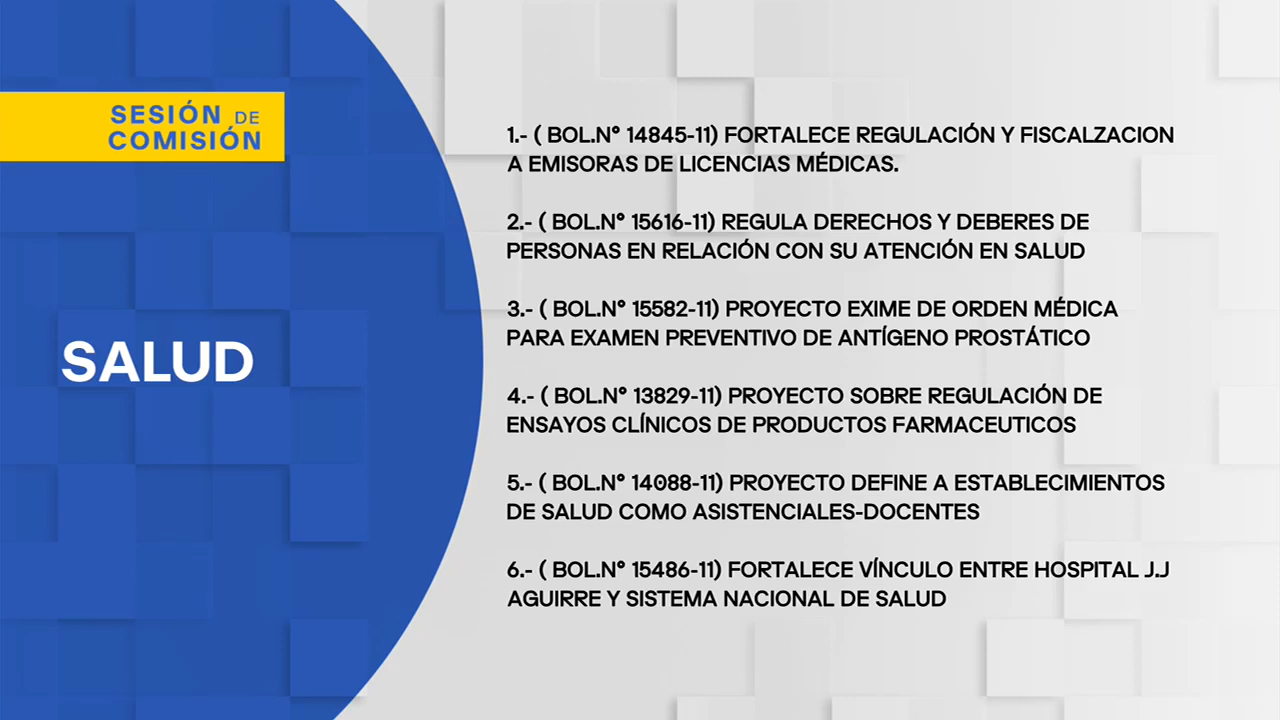 SESIÓN DE
COMISIÓN
SALUD
1.- ( BOL.N° 14845-11) FORTALECE REGULACIÓN Y FISCALZACION
A EMISORAS DE LICENCIAS MÉDICAS.
2.- ( BOL.N° 15616-11) REGULA DERECHOS Y DEBERES DE
PERSONAS EN RELACIÓN CON SU ATENCIÓN EN SALUD
3.- ( BOL.N° 15582-11) PROYECTO EXIME DE ORDEN MÉDICA
PARA EXAMEN PREVENTIVO DE ANTÍGENO PROSTÁTICO
4.- ( BOL.N° 13829-11) PROYECTO SOBRE REGULACIÓN DE
ENSAYOS CLÍNICOS DE PRODUCTOS FARMACEUTICOS
5.- ( BOL.N° 14088-11) PROYECTO DEFINE A ESTABLECIMIENTOS
DE SALUD COMO ASISTENCIALES-DOCENTES
6.- ( BOL.N° 15486-11) FORTALECE VÍNCULO ENTRE HOSPITAL J.J
AGUIRRE Y SISTEMA NACIONAL DE SALUD